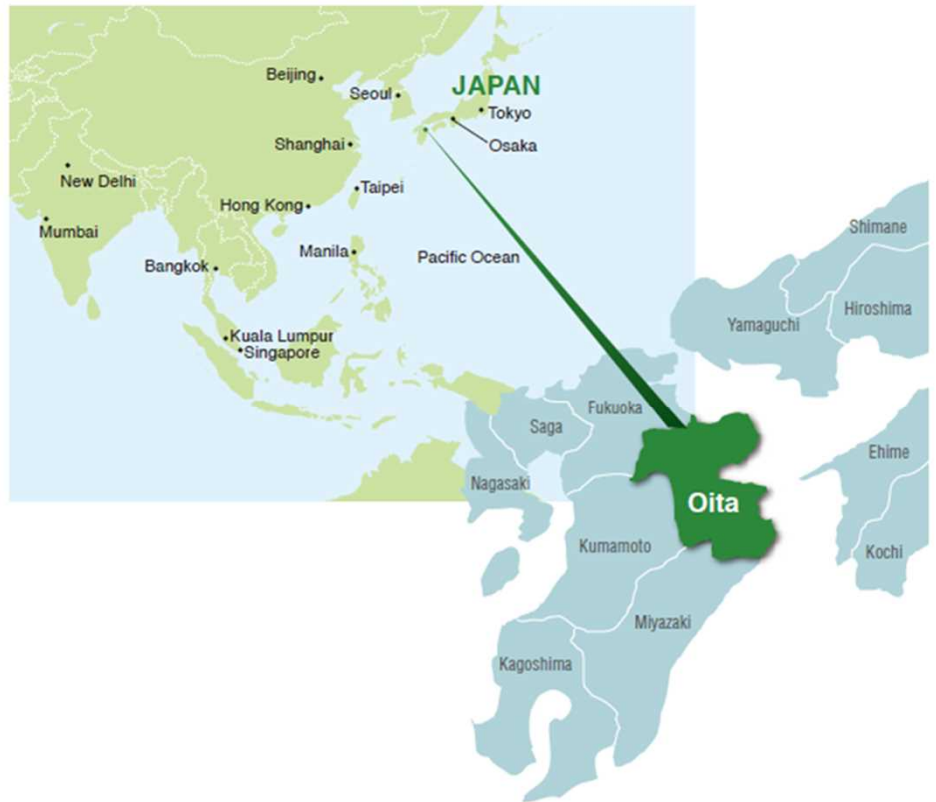 Beijing
Seoul
JAPAN
Tokyo
Osaka
Shanghai
New Delhi
Taipei
Hong Kong
Mumbai
Manila
Pacific Ocean
Bangkok
Kuala Lumpur
Singapore
Shimane
Hiroshima
Yamaguchi
Fukuoka
Saga
Ehime
Nagasaki
Oita
Kumamoto
Kochi
Miyazaki
Kagoshima